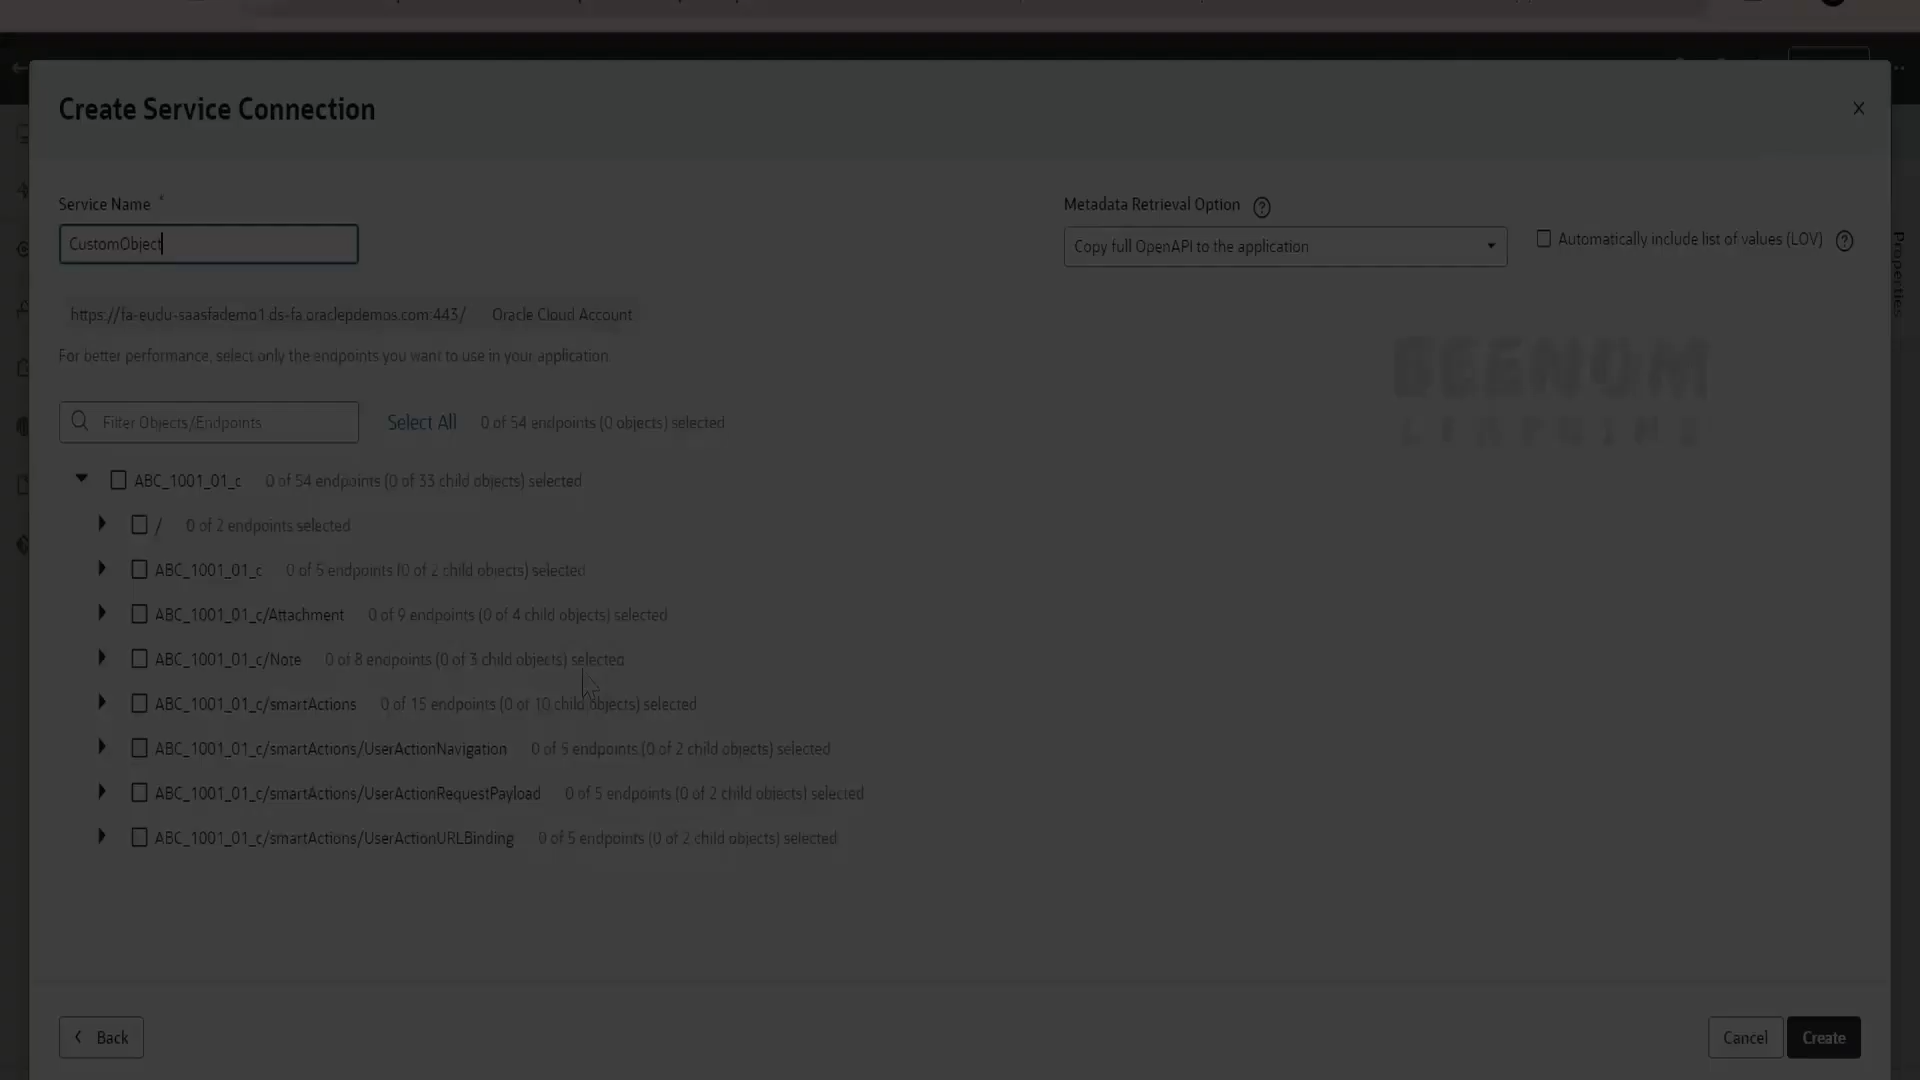 Create Service Connection
Service Name *
Metadata Retrieval Option
CustomObject
Copy full OpenAPI to the application
Automatically include list of values (LOV)
https://fa-eudu-saasfademo1.ds-fa.oraclepdemos.com:443/ Oracle Cloud Account
For better performance, select only the endpoints you want to use in your application.
Properties
BEENUM
Filter Objects/Endpoints
Select All 0 of 54 endpoints (0 objects) selected
ABC_1001_01_c 0 of 54 endpoints (0 of 33 child objects) selected
/ 0 of 2 endpoints selected
ABC_1001_01_c 0 of 5 endpoints (0 of 2 child objects) selected
ABC_1001_01_c/Attachment 0 of 9 endpoints (0 of 4 child objects) selected
ABC_1001_01_c/Note 0 of 8 endpoints (0 of 3 child objects) selected
ABC_1001_01_c/smartActions 0 of 15 endpoints (0 of 10 child objects) selected
ABC_1001_01_c/smartActions/UserActionNavigation 0 of 5 endpoints (0 of 2 child objects) selected
ABC_1001_01_c/smartActions/UserActionRequestPayload 0 of 5 endpoints (0 of 2 child objects) selected
ABC_1001_01_c/smartActions/UserActionURLBinding 0 of 5 endpoints (0 of 2 child objects) selected
Back
Cancel
Create